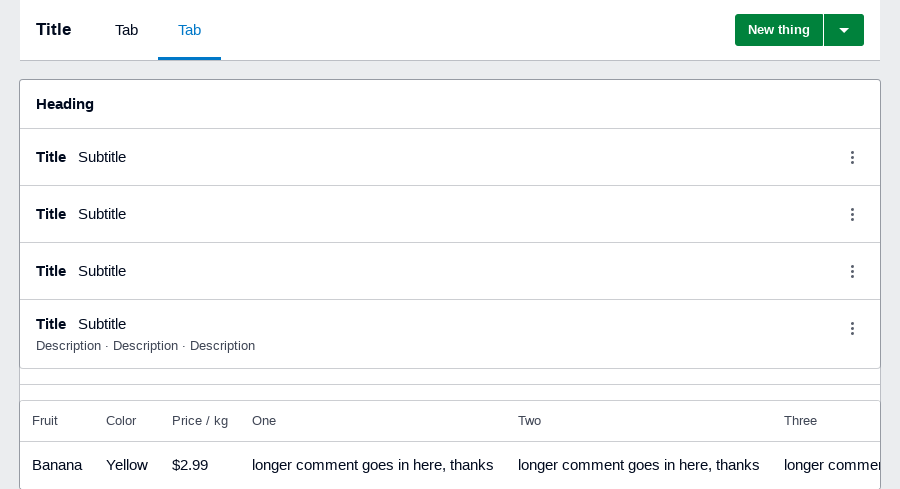 Title Tab Tab New thing
Heading
Title Subtitle
Title Subtitle
Title Subtitle
Title Subtitle
Description · Description · Description
Fruit Color Price / kg One Two Three
Banana Yellow $2.99 longer comment goes in here, thanks longer comment goes in here, thanks longer